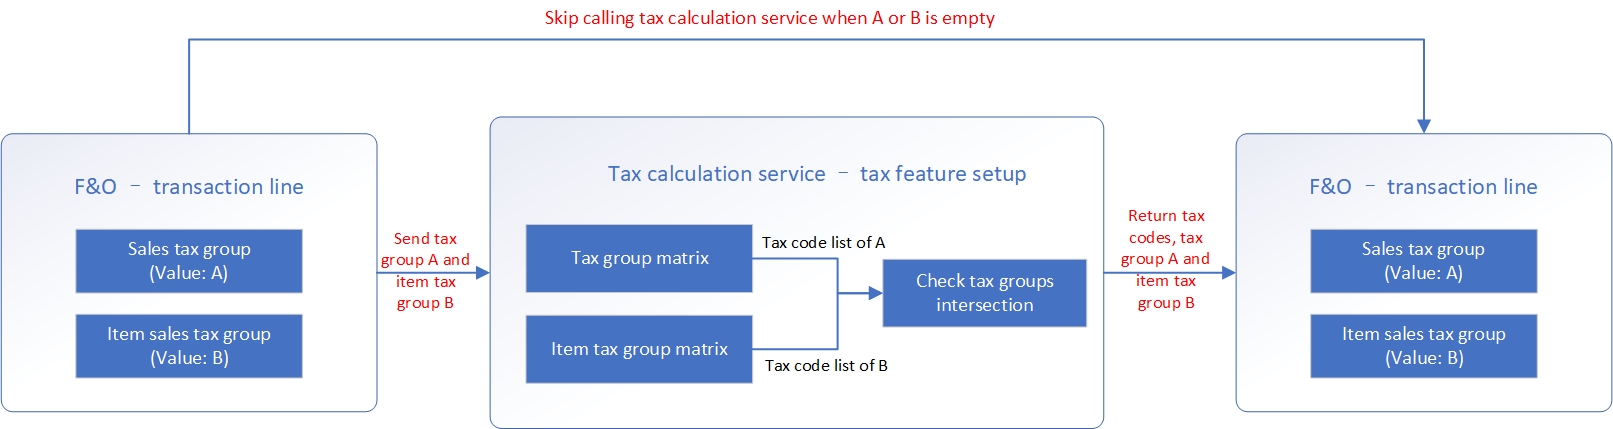 Skip calling tax calculation service when A or B is empty
F&O – transaction line
Sales tax group
(Value: A)
Item sales tax group
(Value: B)
Send tax
group A and
item tax
group B
Tax calculation service – tax feature setup
Tax group matrix
Tax code list of A
Item tax group matrix
Tax code list of B
Check tax groups
intersection
Return tax
codes, tax
group A and
item tax
group B
F&O – transaction line
Sales tax group
(Value: A)
Item sales tax group
(Value: B)